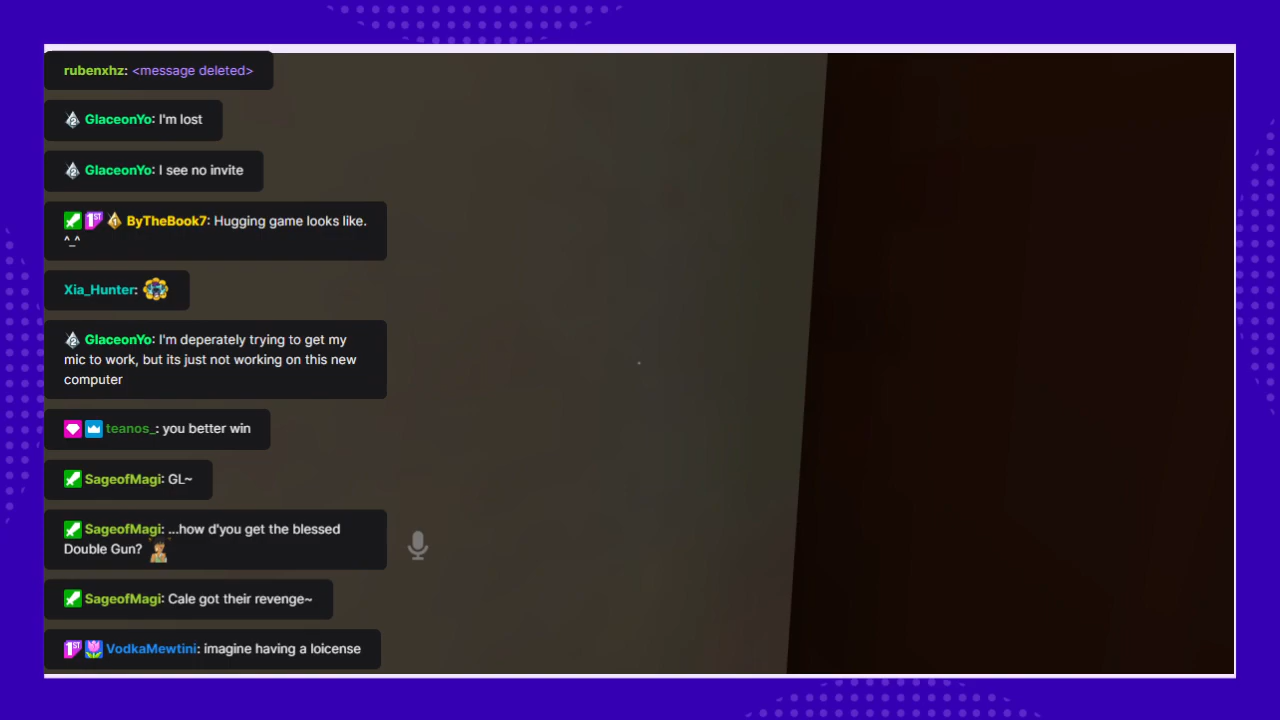 rubenxhz: <message deleted>
GlaceonYo: I'm lost
GlaceonYo: I see no invite
ByTheBook7: Hugging game looks like.
^_^
Xia_Hunter:
GlaceonYo: I'm deperately trying to get my
mic to work, but its just not working on this new
computer
teanos_: you better win
SageofMagi: GL~
SageofMagi: ...how d'you get the blessed
Double Gun?
SageofMagi: Cale got their revenge~
VodkaMewtini: imagine having a loicense